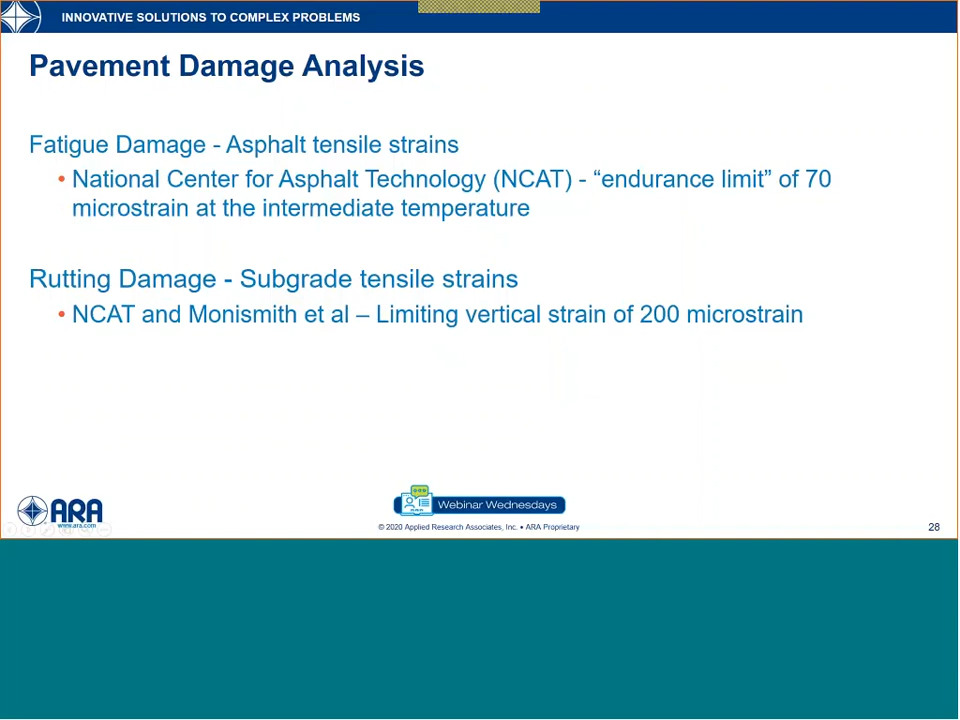 INNOVATIVE SOLUTIONS TO COMPLEX PROBLEMS
Pavement Damage Analysis
Fatigue Damage - Asphalt tensile strains
• National Center for Asphalt Technology (NCAT) - “endurance limit” of 70
microstrain at the intermediate temperature
Rutting Damage - Subgrade tensile strains
• NCAT and Monismith et al – Limiting vertical strain of 200 microstrain
ARA
www.ara.com
Webinar Wednesdays
© 2020 Applied Research Associates, Inc. • ARA Proprietary
28